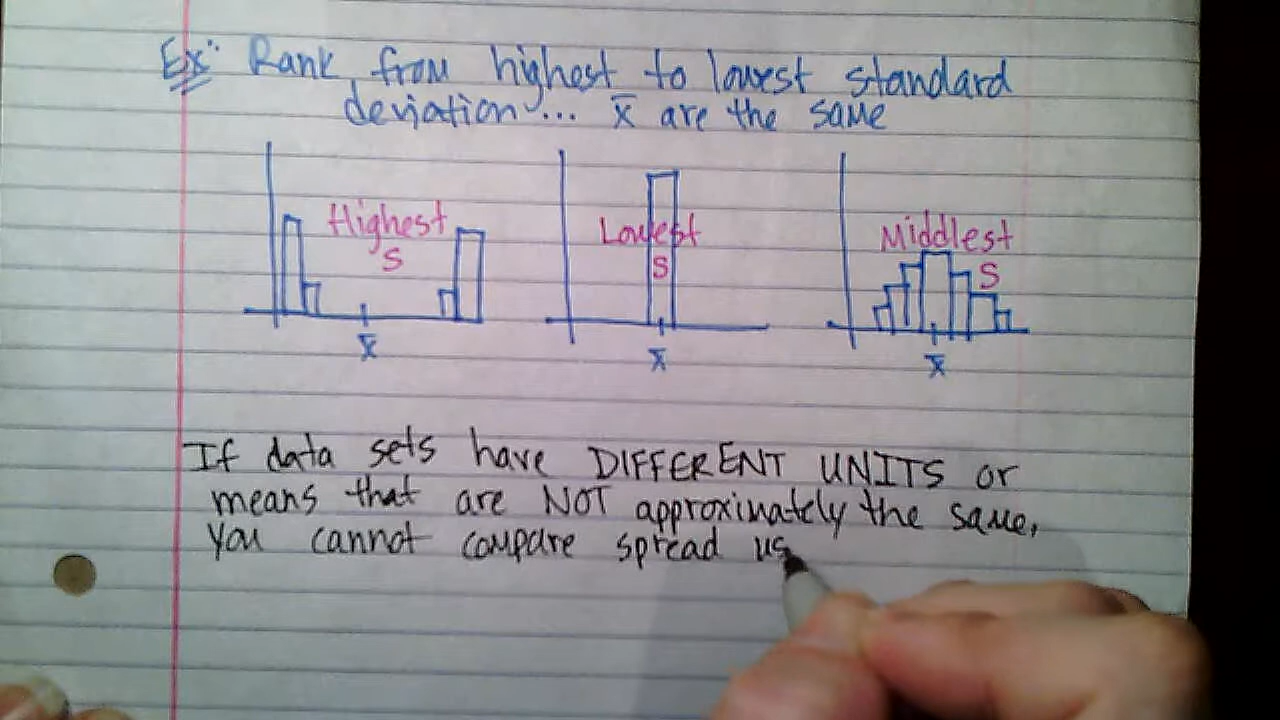 Ex: Rank from highest to lowest standard
deviation... x̄ are the same
Highest
S
Lowest
S
Middlest
S
x̄
x̄
x̄
If data sets have DIFFERENT UNITS or
means that are NOT approximately the same,
you cannot compare spread us